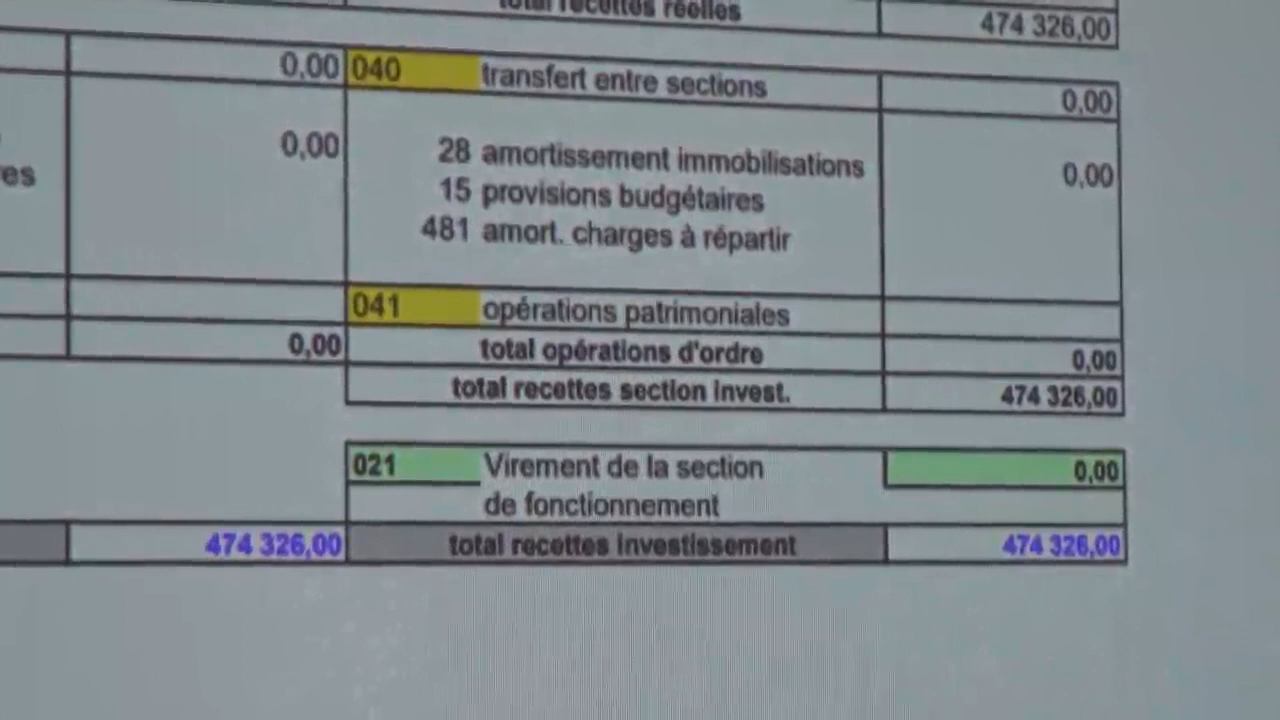 total recettes réelles 474 326,00
0,00 040 transfert entre sections 0,00
0,00 28 amortissement immobilisations 0,00
es 15 provisions budgétaires
481 amort. charges à répartir
041 opérations patrimoniales
0,00 total opérations d'ordre 0,00
total recettes section invest. 474 326,00
021 Virement de la section 0,00
de fonctionnement
474 326,00 total recettes investissement 474 326,00